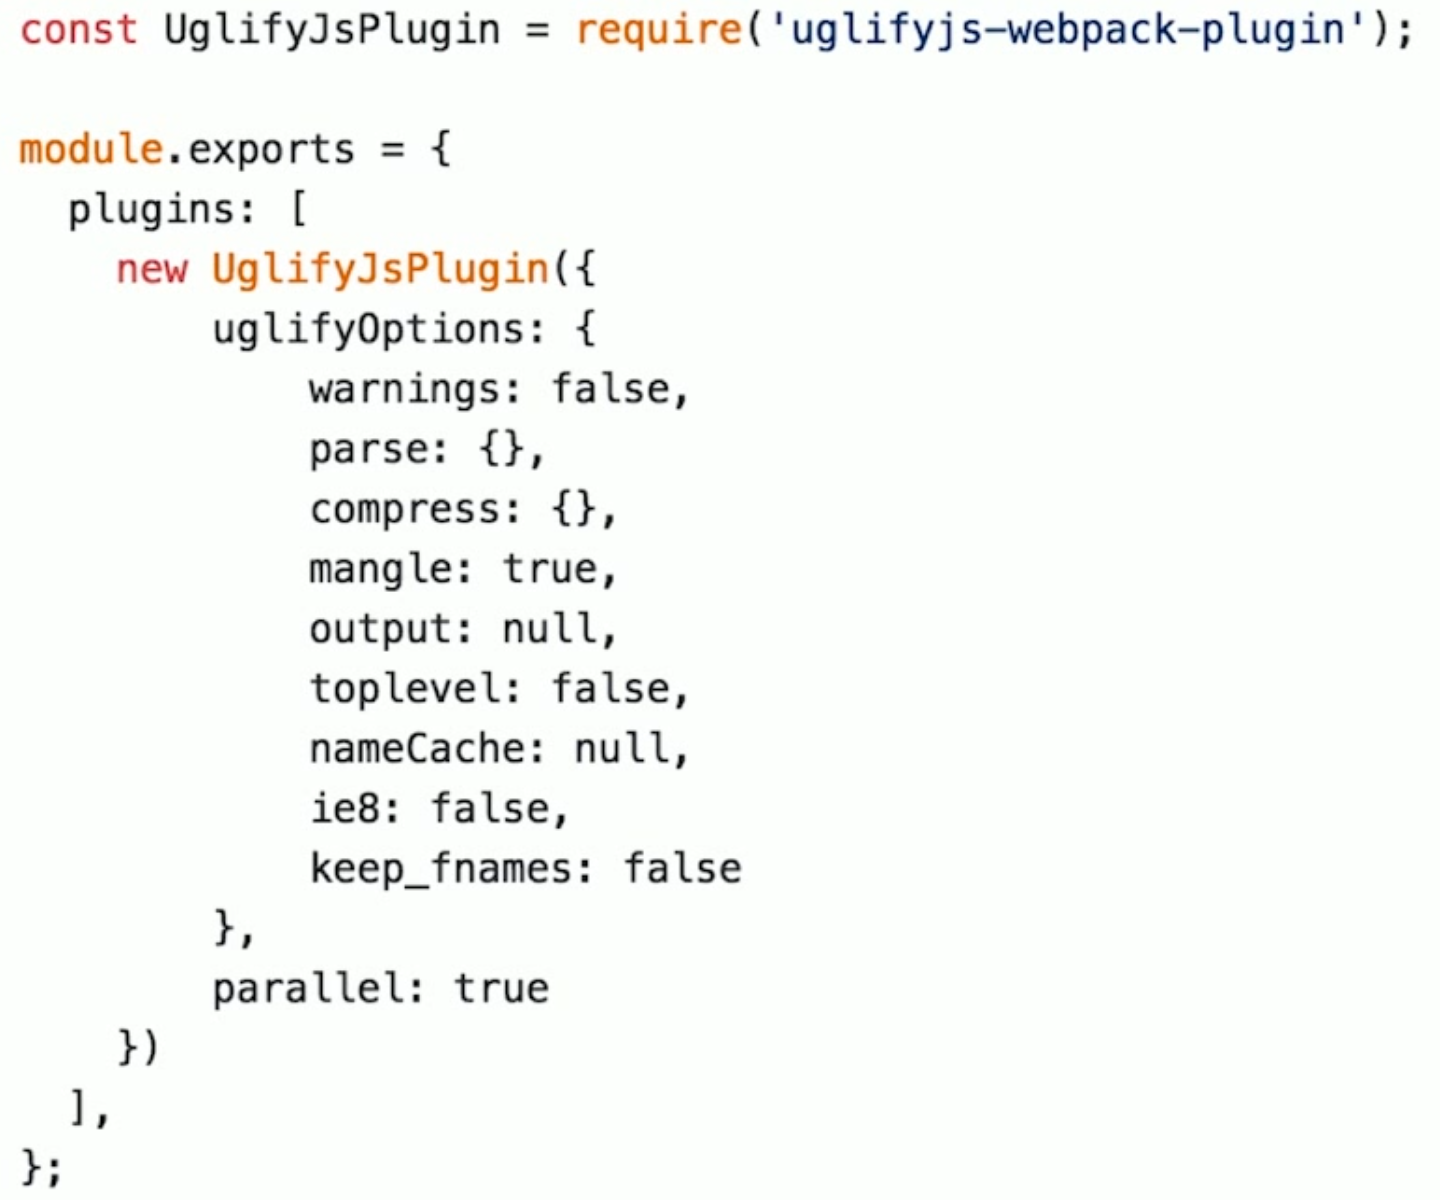 const UglifyJsPlugin = require('uglifyjs-webpack-plugin');

module.exports = {
  plugins: [
    new UglifyJsPlugin({
        uglifyOptions: {
            warnings: false,
            parse: {},
            compress: {},
            mangle: true,
            output: null,
            toplevel: false,
            nameCache: null,
            ie8: false,
            keep_fnames: false
        },
        parallel: true
    })
  ],
};